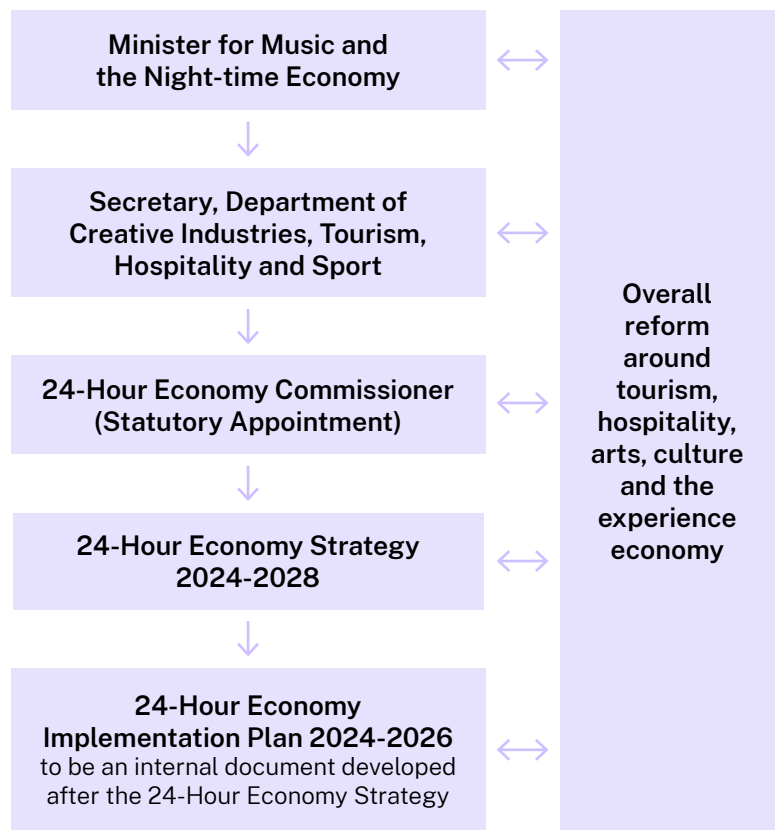 Minister for Music and
the Night-time Economy
Secretary, Department of
Creative Industries, Tourism,
Hospitality and Sport
24-Hour Economy Commissioner
(Statutory Appointment)
24-Hour Economy Strategy
2024-2028
24-Hour Economy
Implementation Plan 2024-2026
to be an internal document developed
after the 24-Hour Economy Strategy
Overall
reform
around
tourism,
hospitality,
arts, culture
and the
experience
economy